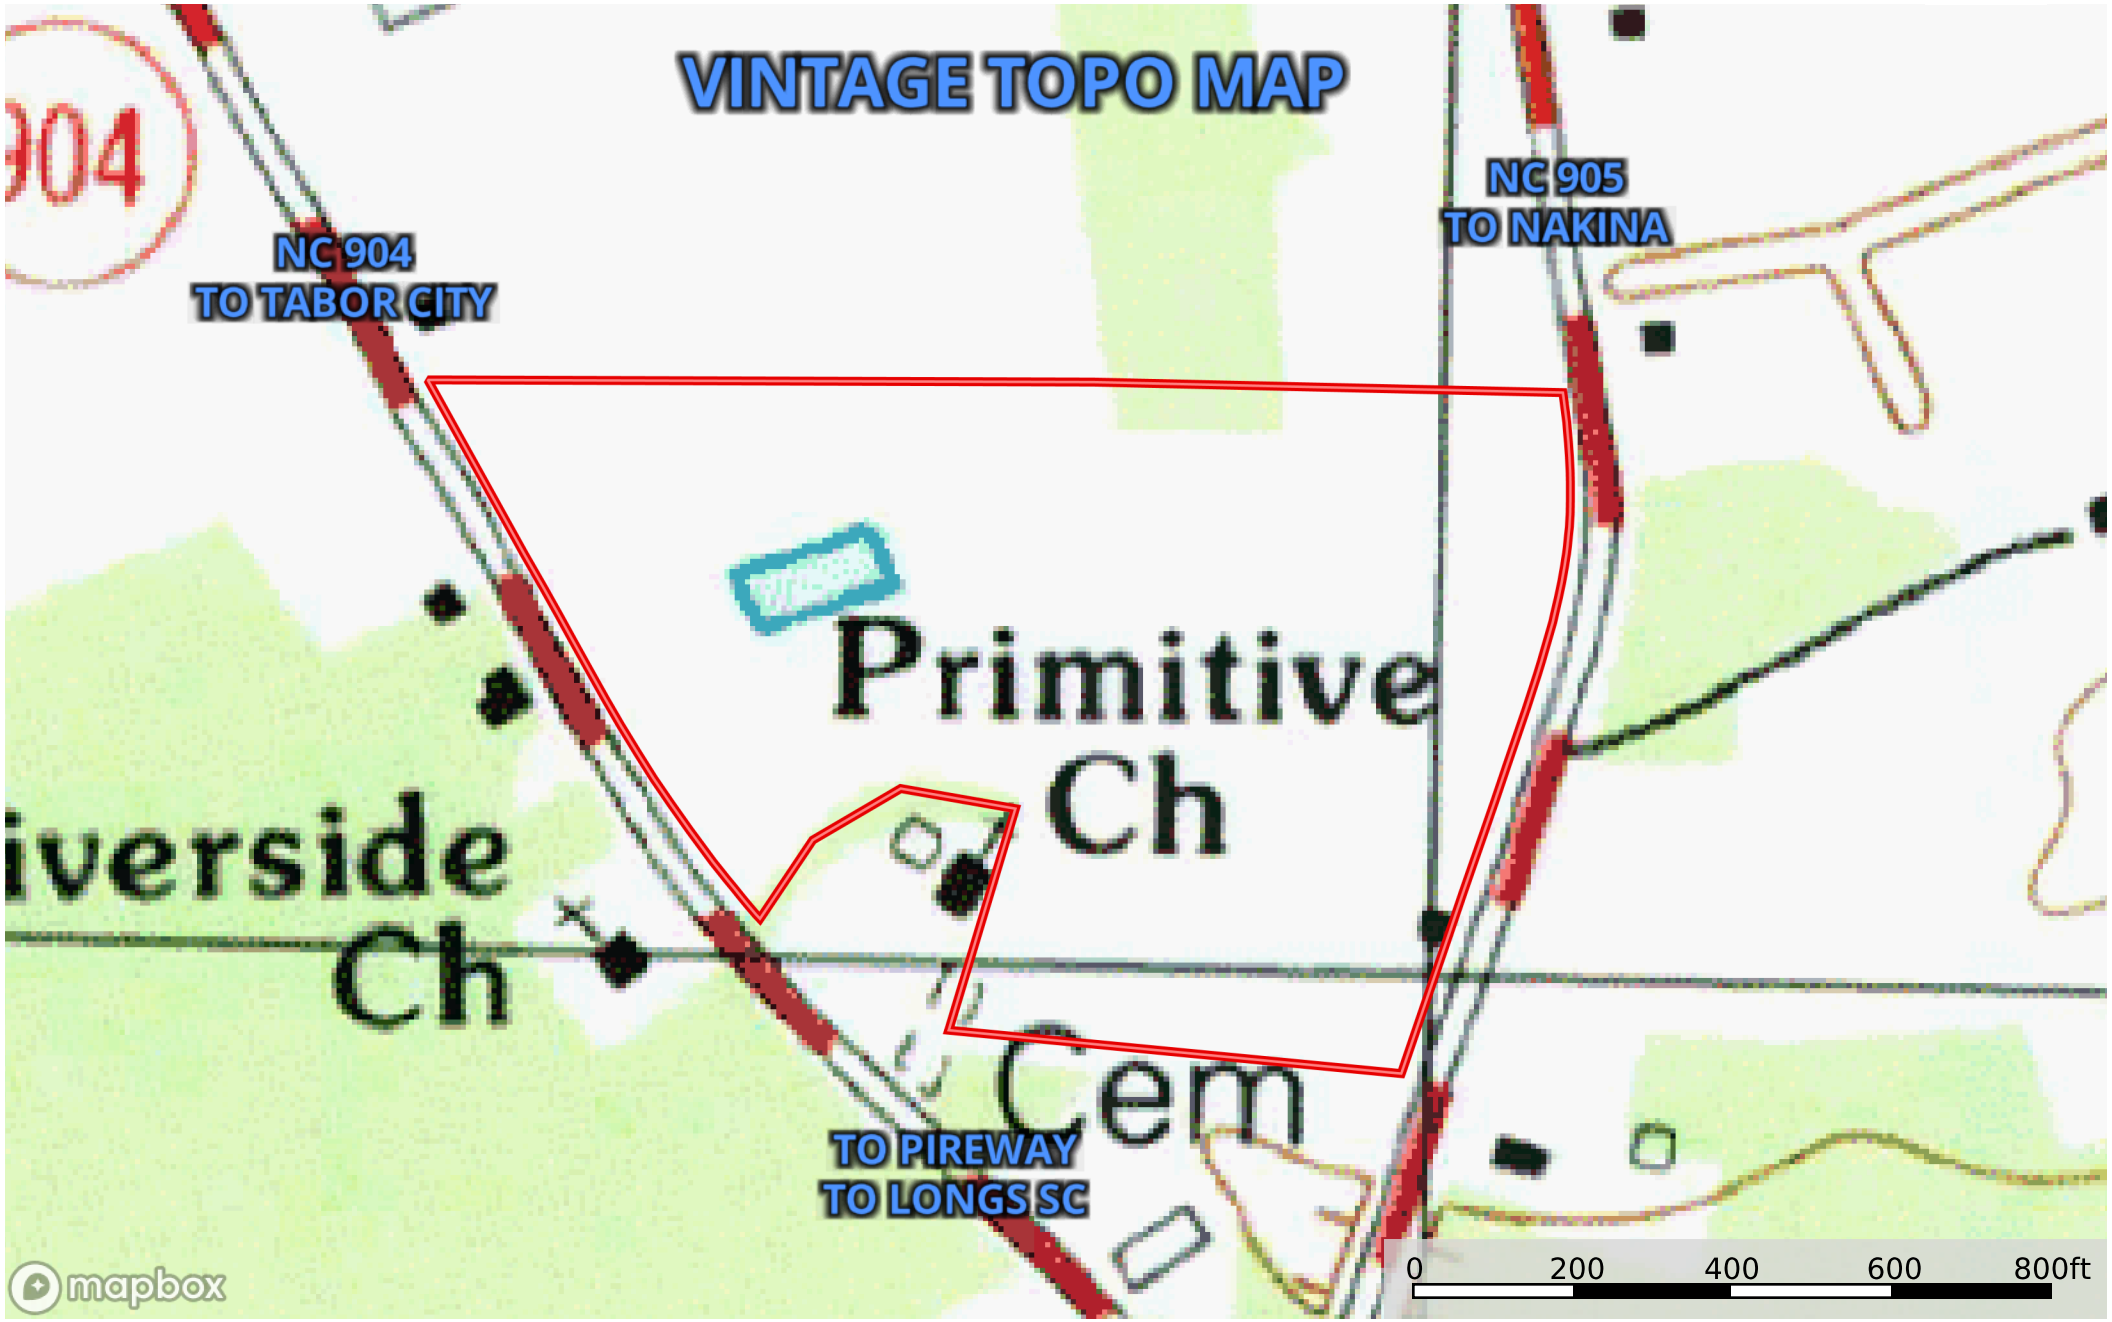 VINTAGE TOPO MAP
904
NC 905
TO NAKINA
NC 904
TO TABOR CITY
Primitive
Ch
iverside
Ch
Cem
TO PIREWAY
TO LONGS SC
0 200 400 600 800ft
mapbox